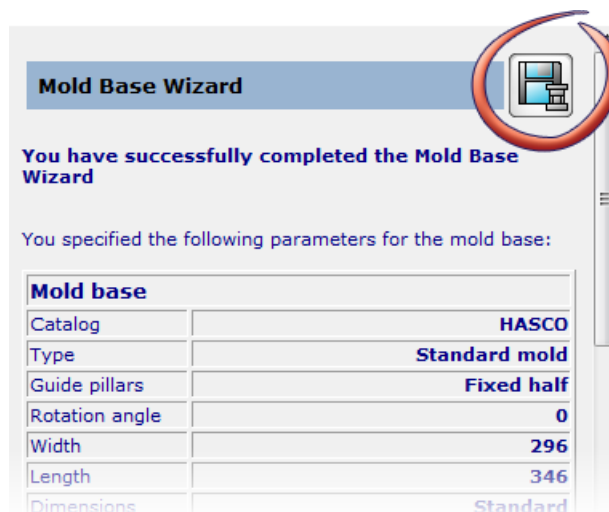 Mold Base Wizard
You have successfully completed the Mold Base
Wizard
You specified the following parameters for the mold base:
Mold base
Catalog HASCO
Type Standard mold
Guide pillars Fixed half
Rotation angle 0
Width 296
Length 346
Dimensions Standard